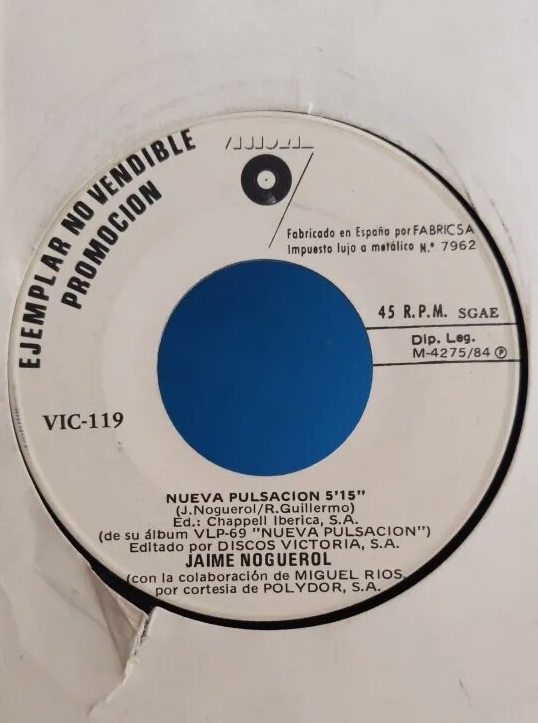 EJEMPLAR NO VENDIBLE
PROMOCION
Fabricado en España por FABRICSA
Impuesto lujo a metálico N.º 7962
45 R.P.M. SGAE
Dip. Leg.
M-4275/84 Ⓟ
VIC-119
NUEVA PULSACION 5'15"
(J.Noguerol/R.Guillermo)
Ed.: Chappell Iberica, S.A.
(de su álbum VLP-69 "NUEVA PULSACION")
Editado por DISCOS VICTORIA, S.A.
JAIME NOGUEROL
(con la colaboración de MIGUEL RIOS,
por cortesia de POLYDOR, S.A.